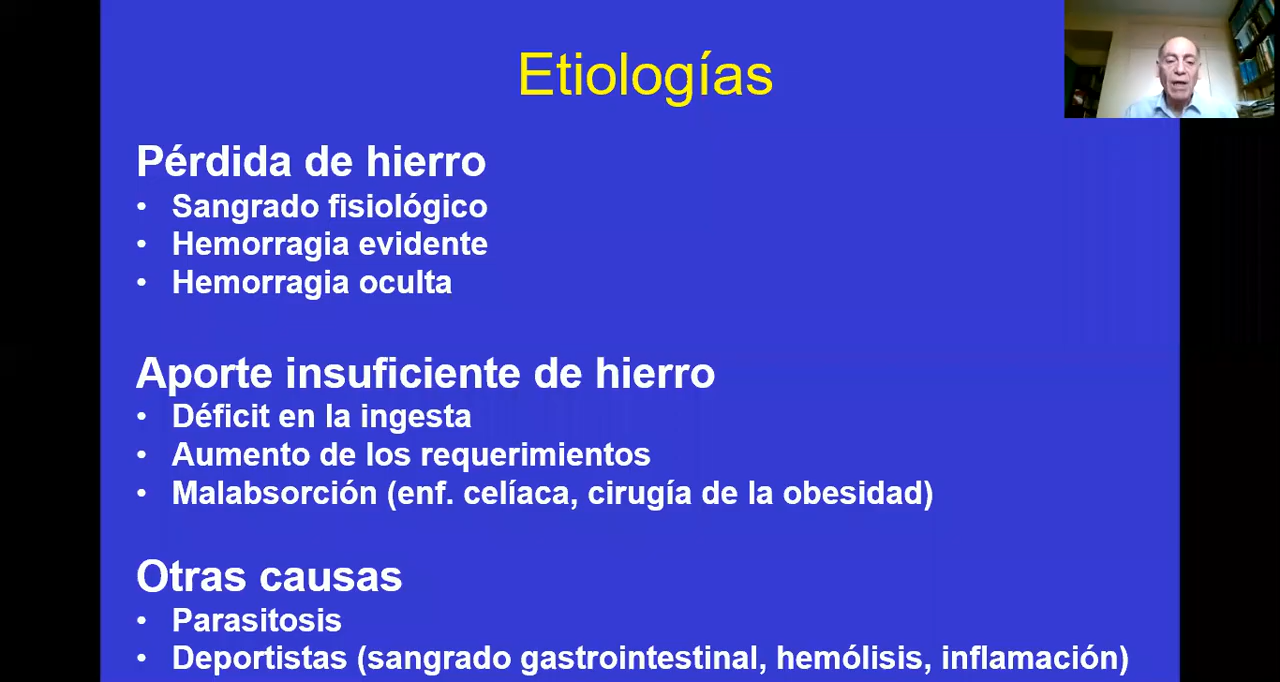 Etiologías
Pérdida de hierro
• Sangrado fisiológico
• Hemorragia evidente
• Hemorragia oculta
Aporte insuficiente de hierro
• Déficit en la ingesta
• Aumento de los requerimientos
• Malabsorción (enf. celíaca, cirugía de la obesidad)
Otras causas
• Parasitosis
• Deportistas (sangrado gastrointestinal, hemólisis, inflamación)